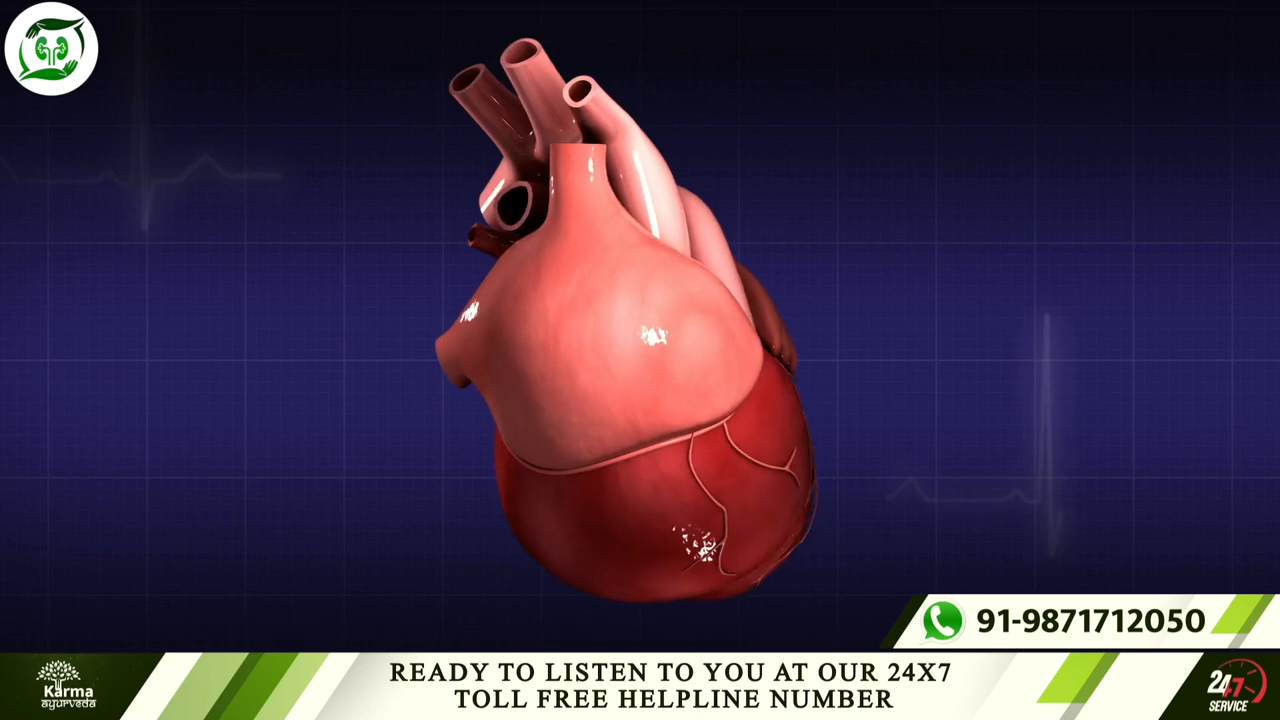 91-9871712050
READY TO LISTEN TO YOU AT OUR 24X7
TOLL FREE HELPLINE NUMBER
Karma
ayurveda
24-7
SERVICE